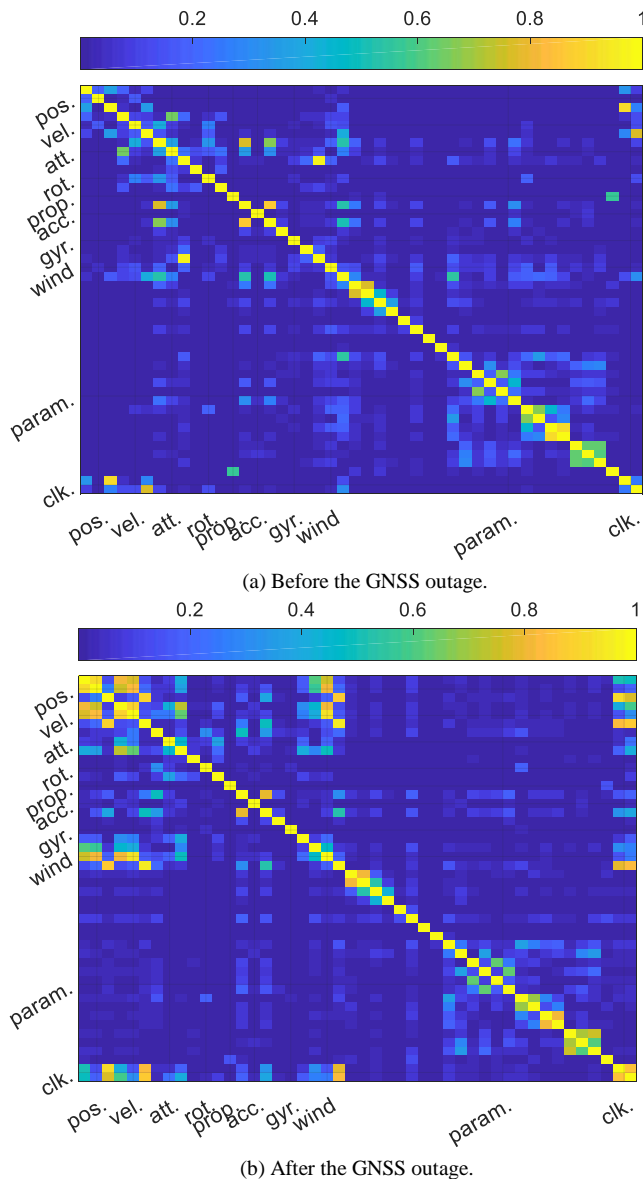 0.2 0.4 0.6 0.8 1
pos.
vel.
att.
rot.
prop.
acc.
gyr.
wind
param.
clk.
pos. vel. att. rot. prop. acc. gyr. wind param. clk.
(a) Before the GNSS outage.
0.2 0.4 0.6 0.8 1
pos.
vel.
att.
rot.
prop.
acc.
gyr.
wind
param.
clk.
pos. vel. att. rot. prop. acc. gyr. wind param. clk.
(b) After the GNSS outage.